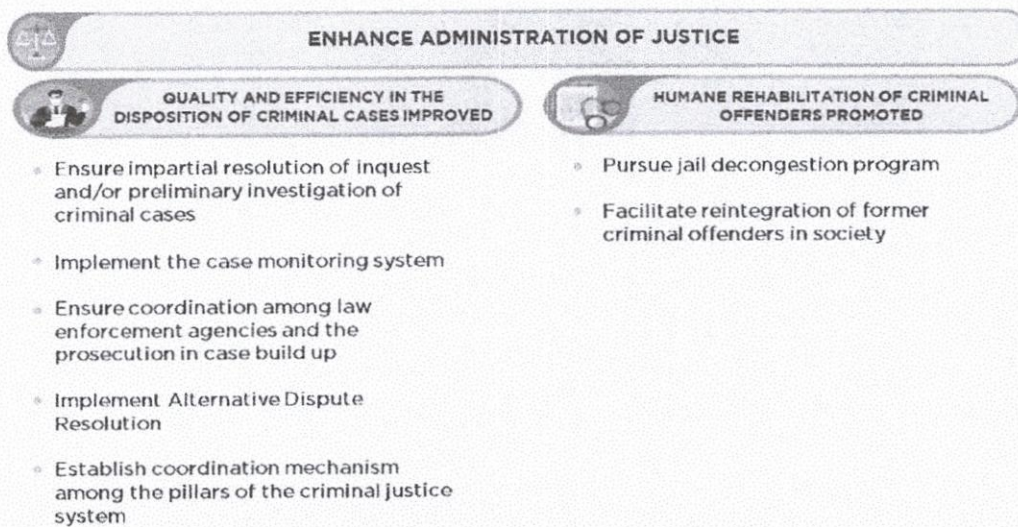 ENHANCE ADMINISTRATION OF JUSTICE
QUALITY AND EFFICIENCY IN THE
DISPOSITION OF CRIMINAL CASES IMPROVED
Ensure impartial resolution of inquest
and/or preliminary investigation of
criminal cases
Implement the case monitoring system
Ensure coordination among law
enforcement agencies and the
prosecution in case build up
Implement Alternative Dispute
Resolution
Establish coordination mechanism
among the pillars of the criminal justice
system
HUMANE REHABILITATION OF CRIMINAL
OFFENDERS PROMOTED
Pursue jail decongestion program
Facilitate reintegration of former
criminal offenders in society